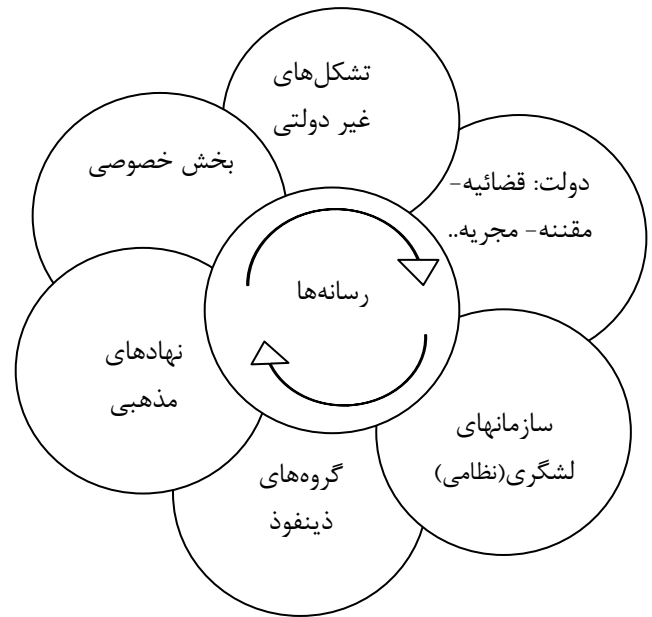 تشکل‌های
غیر دولتی
بخش خصوصی
دولت: قضائیه-
مقننه- مجریه..
رسانه‌ها
نهادهای
مذهبی
سازمانهای
لشگری(نظامی)
گروه‌های
ذینفوذ